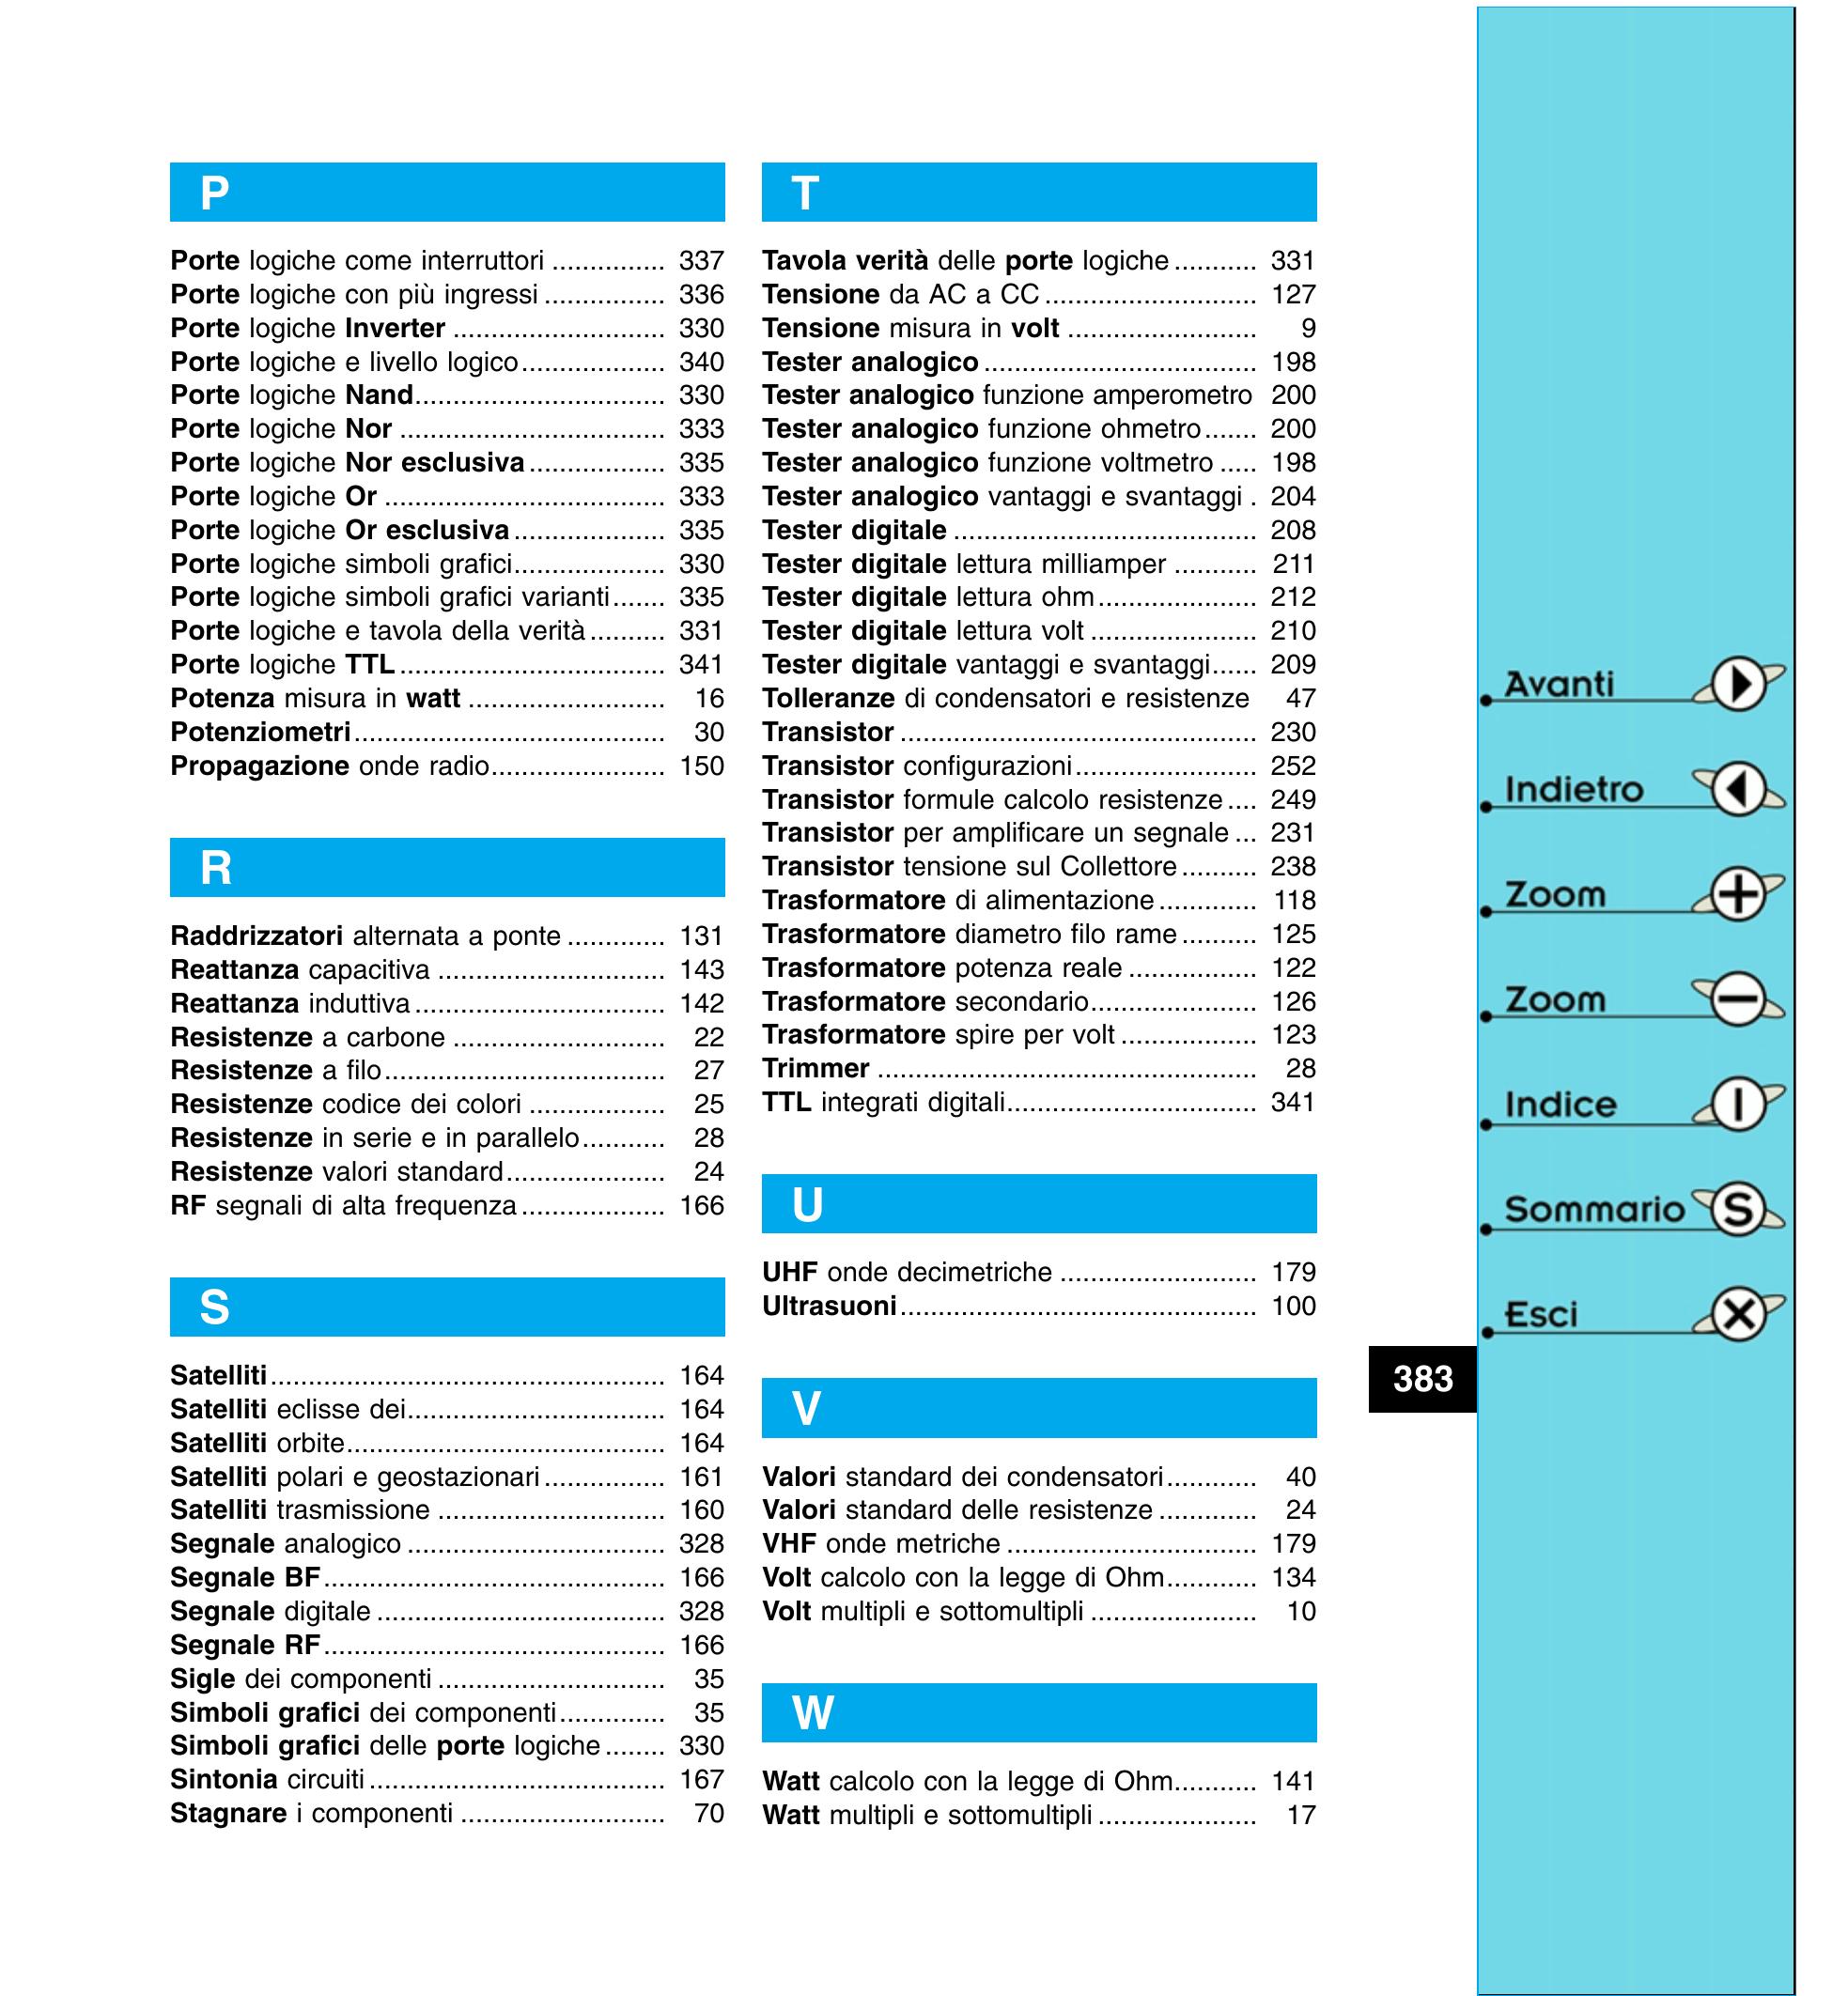 P
Porte logiche come interruttori ............... 337
Porte logiche con più ingressi ................ 336
Porte logiche Inverter ............................ 330
Porte logiche e livello logico................... 340
Porte logiche Nand................................. 330
Porte logiche Nor ................................... 333
Porte logiche Nor esclusiva.................. 335
Porte logiche Or ..................................... 333
Porte logiche Or esclusiva.................... 335
Porte logiche simboli grafici.................... 330
Porte logiche simboli grafici varianti....... 335
Porte logiche e tavola della verità .......... 331
Porte logiche TTL................................... 341
Potenza misura in watt .......................... 16
Potenziometri......................................... 30
Propagazione onde radio....................... 150
R
Raddrizzatori alternata a ponte ............. 131
Reattanza capacitiva .............................. 143
Reattanza induttiva ................................. 142
Resistenze a carbone ............................ 22
Resistenze a filo..................................... 27
Resistenze codice dei colori .................. 25
Resistenze in serie e in parallelo........... 28
Resistenze valori standard..................... 24
RF segnali di alta frequenza ................... 166
S
Satelliti.................................................... 164
Satelliti eclisse dei.................................. 164
Satelliti orbite.......................................... 164
Satelliti polari e geostazionari ................ 161
Satelliti trasmissione .............................. 160
Segnale analogico .................................. 328
Segnale BF............................................. 166
Segnale digitale ...................................... 328
Segnale RF............................................. 166
Sigle dei componenti .............................. 35
Simboli grafici dei componenti.............. 35
Simboli grafici delle porte logiche ........ 330
Sintonia circuiti ....................................... 167
Stagnare i componenti ........................... 70
T
Tavola verità delle porte logiche ........... 331
Tensione da AC a CC ............................ 127
Tensione misura in volt ......................... 9
Tester analogico .................................... 198
Tester analogico funzione amperometro 200
Tester analogico funzione ohmetro....... 200
Tester analogico funzione voltmetro ..... 198
Tester analogico vantaggi e svantaggi . 204
Tester digitale ........................................ 208
Tester digitale lettura milliamper ........... 211
Tester digitale lettura ohm..................... 212
Tester digitale lettura volt ...................... 210
Tester digitale vantaggi e svantaggi...... 209
Tolleranze di condensatori e resistenze 47
Transistor ............................................... 230
Transistor configurazioni........................ 252
Transistor formule calcolo resistenze .... 249
Transistor per amplificare un segnale ... 231
Transistor tensione sul Collettore .......... 238
Trasformatore di alimentazione ............. 118
Trasformatore diametro filo rame .......... 125
Trasformatore potenza reale ................. 122
Trasformatore secondario...................... 126
Trasformatore spire per volt .................. 123
Trimmer .................................................. 28
TTL integrati digitali................................. 341
U
UHF onde decimetriche .......................... 179
Ultrasuoni............................................... 100
V
Valori standard dei condensatori............ 40
Valori standard delle resistenze ............. 24
VHF onde metriche ................................. 179
Volt calcolo con la legge di Ohm............ 134
Volt multipli e sottomultipli ...................... 10
W
Watt calcolo con la legge di Ohm........... 141
Watt multipli e sottomultipli ..................... 17
383
Avanti
Indietro
Zoom +
Zoom −
Indice I
Sommario S
Esci X